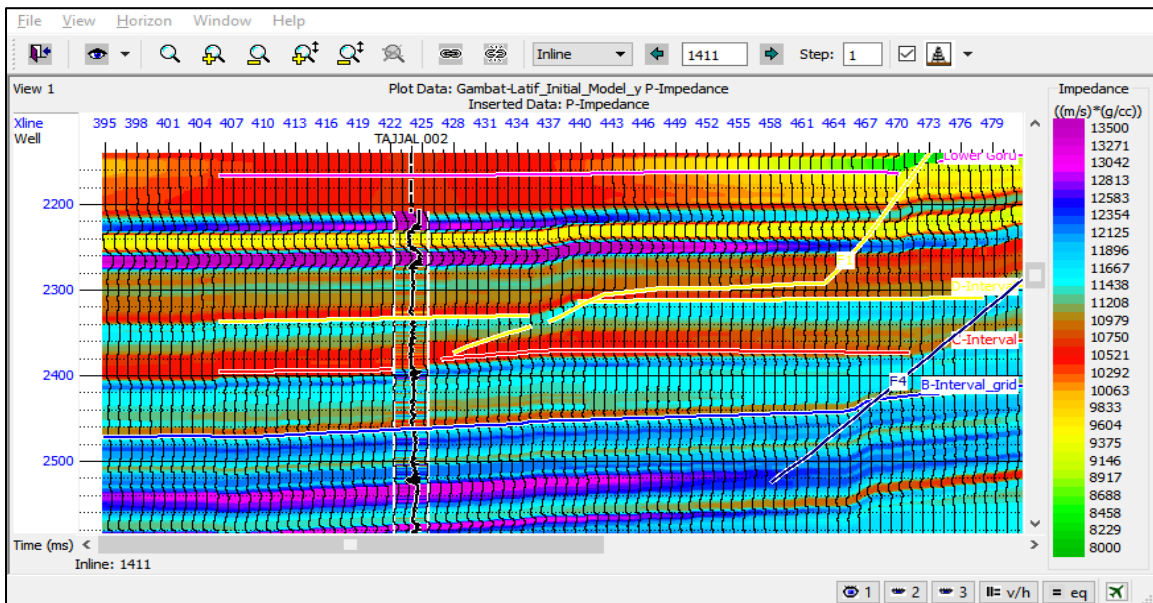 File View Horizon Window Help
Inline 1411 Step: 1
View 1
Plot Data: Gambat-Latif_Initial_Model_y P-Impedance
Inserted Data: P-Impedance
Impedance
((m/s)*(g/cc))
Xline 395 398 401 404 407 410 413 416 419 422 425 428 431 434 437 440 443 446 449 452 455 458 461 464 467 470 473 476 479
Well TAJJAL_002
Lower Goru
2200
F1
2300
D-Interval
C-Interval
2400
F4
B-Interval_grid
2500
13500
13271
13042
12813
12583
12354
12125
11896
11667
11438
11208
10979
10750
10521
10292
10063
9833
9604
9375
9146
8917
8688
8458
8229
8000
Time (ms)
Inline: 1411
1 2 3 v/h = eq